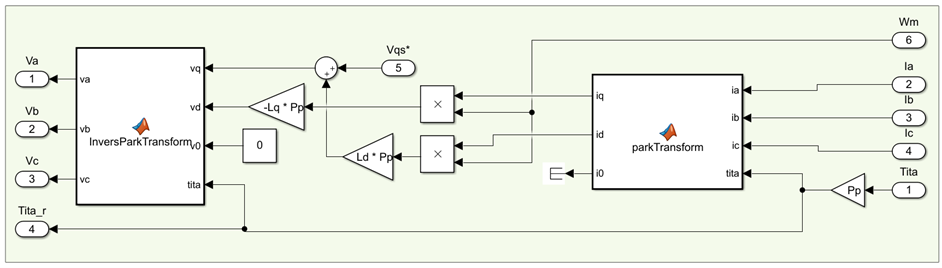 Va
1
Vb
2
Vc
3
Tita_r
4
va
vb
vc
InversParkTransform
vq
vd
v0
tita
-Lq * Pp
0
+
+
Vqs*
5
Ld * Pp
×
×
iq
id
i0
parkTransform
ia
ib
ic
tita
Pp
Wm
6
Ia
2
Ib
3
Ic
4
Tita
1